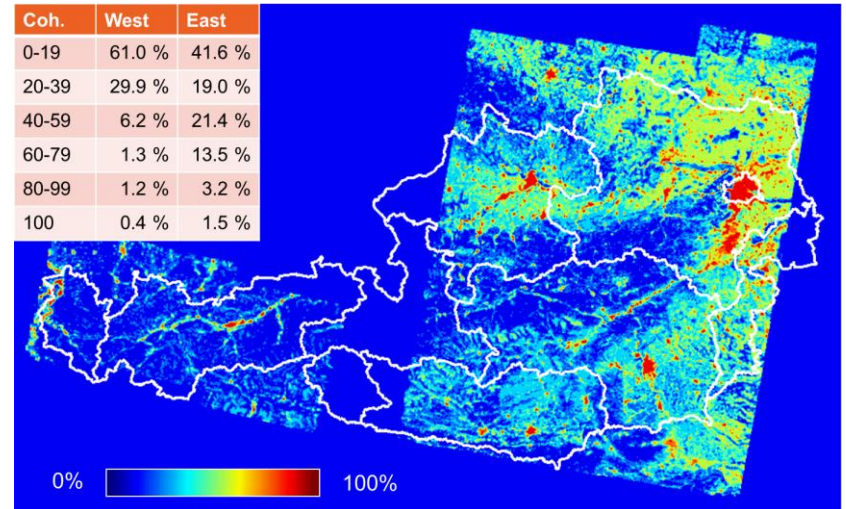 Coh. West East
0-19 61.0 % 41.6 %
20-39 29.9 % 19.0 %
40-59 6.2 % 21.4 %
60-79 1.3 % 13.5 %
80-99 1.2 % 3.2 %
100 0.4 % 1.5 %
0% 100%